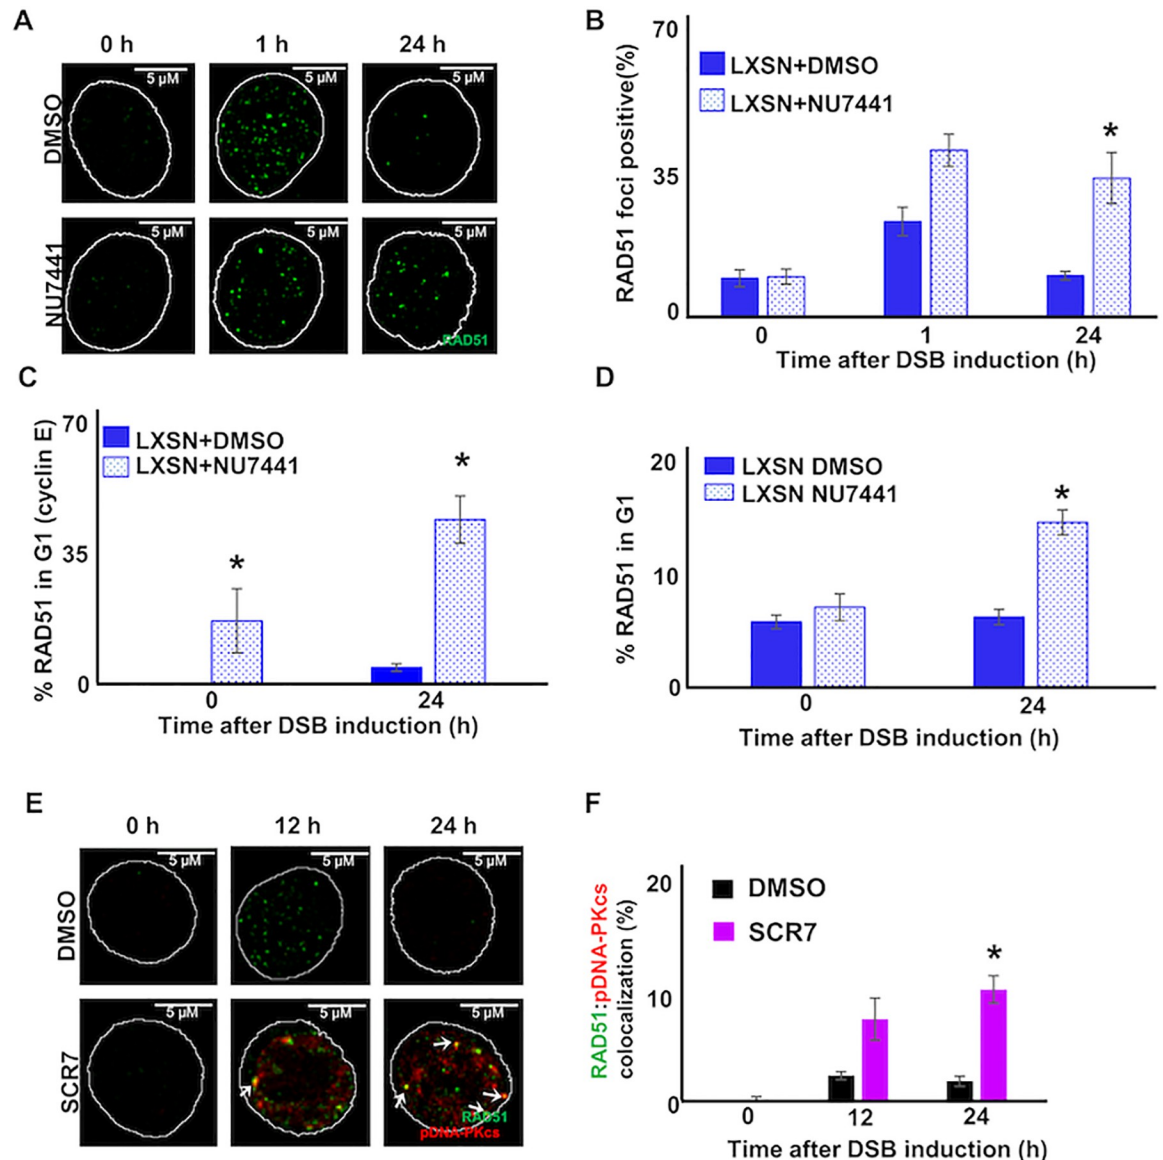 A
0 h
1 h
24 h
DMSO
5 µM
5 µM
5 µM
NU7441
5 µM
5 µM
5 µM
RAD51
B
RAD51 foci positive(%)
70
35
0
LXSN+DMSO
LXSN+NU7441
*
0
1
24
Time after DSB induction (h)
C
% RAD51 in G1 (cyclin E)
70
35
0
LXSN+DMSO
LXSN+NU7441
*
*
0
24
Time after DSB induction (h)
D
% RAD51 in G1
20
10
0
LXSN DMSO
LXSN NU7441
*
0
24
Time after DSB induction (h)
E
0 h
12 h
24 h
DMSO
5 µM
5 µM
5 µM
SCR7
5 µM
5 µM
5 µM
RAD51
pDNA-PKcs
F
RAD51:pDNA-PKcs
colocalization (%)
20
10
0
DMSO
SCR7
*
0
12
24
Time after DSB induction (h)